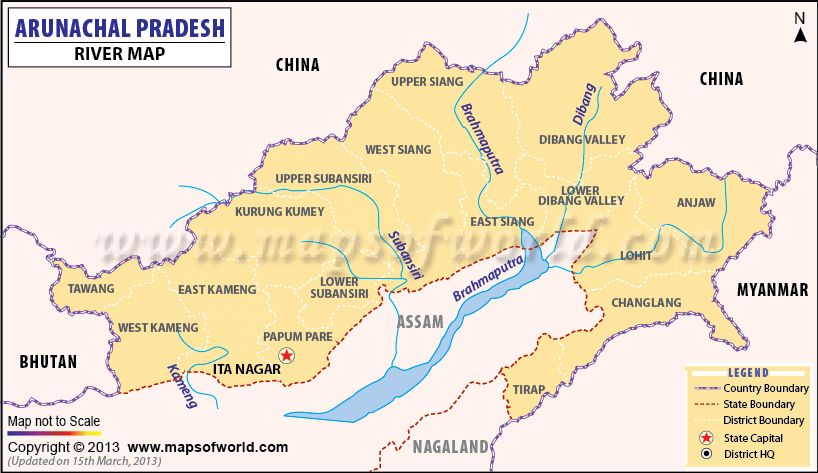 ARUNACHAL PRADESH
RIVER MAP
N
CHINA
CHINA
UPPER SIANG
Brahmaputra
Dibang
DIBANG VALLEY
WEST SIANG
UPPER SUBANSIRI
LOWER
DIBANG VALLEY
ANJAW
KURUNG KUMEY
EAST SIANG
www.mapsofworld.com
Subansiri
LOHIT
Brahmaputra
TAWANG
EAST KAMENG
LOWER
SUBANSIRI
CHANGLANG
MYANMAR
ASSAM
WEST KAMENG
PAPUM PARE
BHUTAN
ITA NAGAR
Kameng
TIRAP
NAGALAND
LEGEND
Country Boundary
State Boundary
District Boundary
State Capital
District HQ
Map not to Scale
Copyright © 2013 www.mapsofworld.com
(Updated on 15th March, 2013)